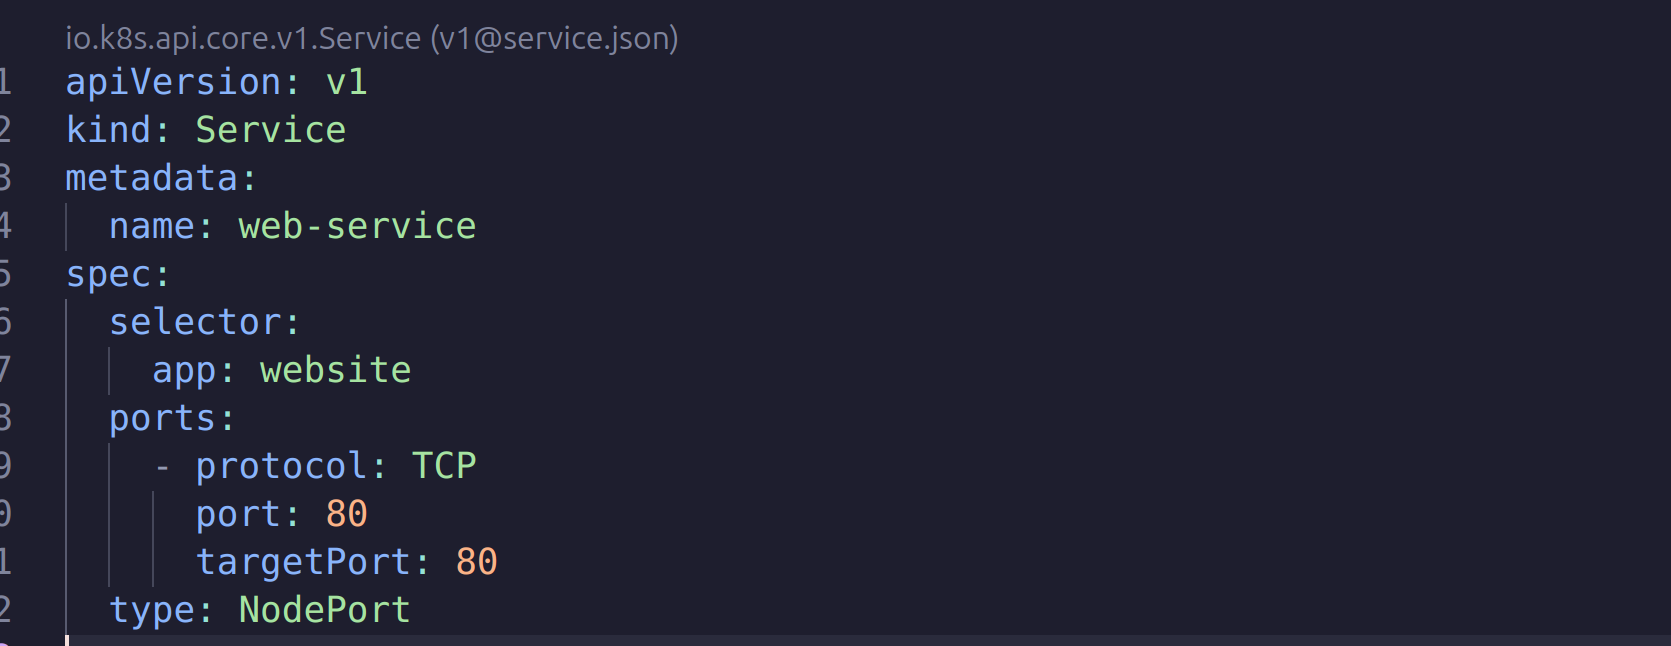 io.k8s.api.core.v1.Service (v1@service.json)
1 apiVersion: v1
2 kind: Service
3 metadata:
4   name: web-service
5 spec:
6   selector:
7     app: website
8   ports:
9     - protocol: TCP
0       port: 80
1       targetPort: 80
2   type: NodePort